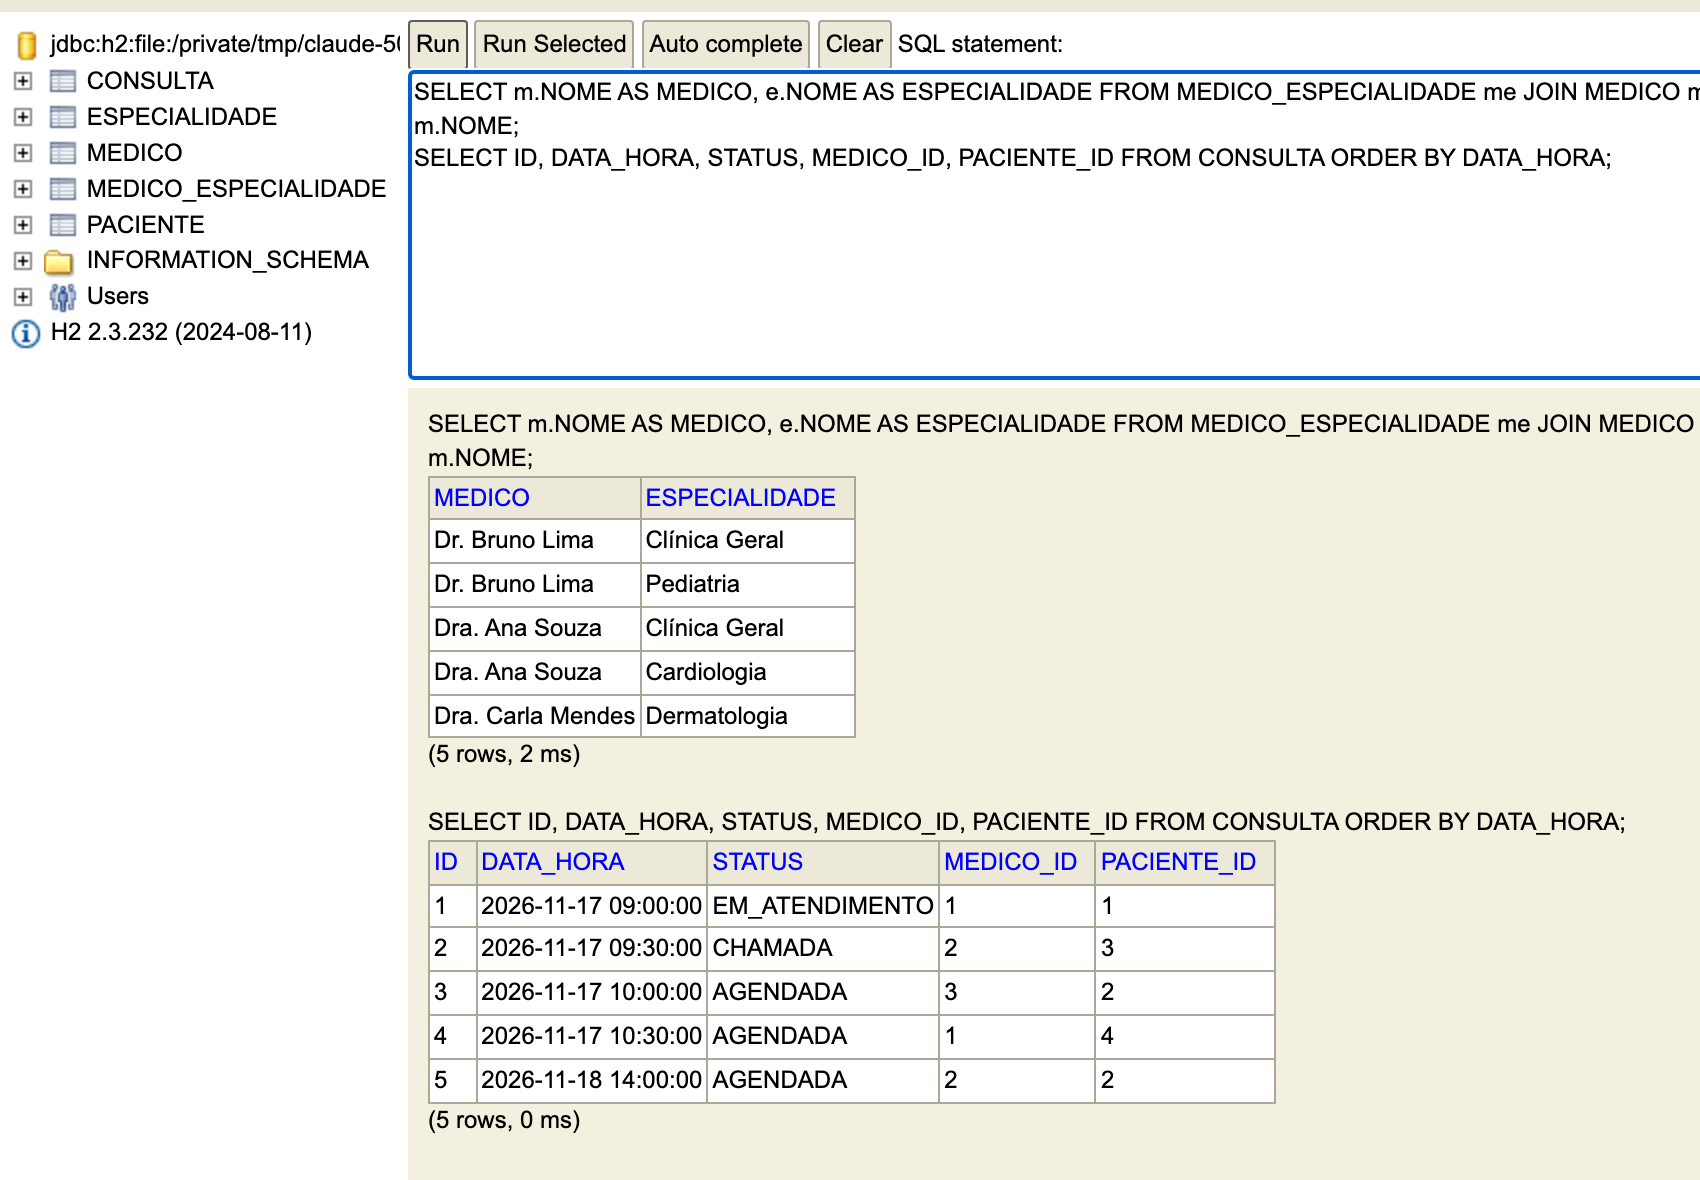 jdbc:h2:file:/private/tmp/claude-5
CONSULTA
ESPECIALIDADE
MEDICO
MEDICO_ESPECIALIDADE
PACIENTE
INFORMATION_SCHEMA
Users
H2 2.3.232 (2024-08-11)
Run Run Selected Auto complete Clear SQL statement:
SELECT m.NOME AS MEDICO, e.NOME AS ESPECIALIDADE FROM MEDICO_ESPECIALIDADE me JOIN MEDICO
m.NOME;
SELECT ID, DATA_HORA, STATUS, MEDICO_ID, PACIENTE_ID FROM CONSULTA ORDER BY DATA_HORA;
SELECT m.NOME AS MEDICO, e.NOME AS ESPECIALIDADE FROM MEDICO_ESPECIALIDADE me JOIN MEDICO
m.NOME;
MEDICO ESPECIALIDADE
Dr. Bruno Lima Clínica Geral
Dr. Bruno Lima Pediatria
Dra. Ana Souza Clínica Geral
Dra. Ana Souza Cardiologia
Dra. Carla Mendes Dermatologia
(5 rows, 2 ms)
SELECT ID, DATA_HORA, STATUS, MEDICO_ID, PACIENTE_ID FROM CONSULTA ORDER BY DATA_HORA;
ID DATA_HORA STATUS MEDICO_ID PACIENTE_ID
1 2026-11-17 09:00:00 EM_ATENDIMENTO 1 1
2 2026-11-17 09:30:00 CHAMADA 2 3
3 2026-11-17 10:00:00 AGENDADA 3 2
4 2026-11-17 10:30:00 AGENDADA 1 4
5 2026-11-18 14:00:00 AGENDADA 2 2
(5 rows, 0 ms)